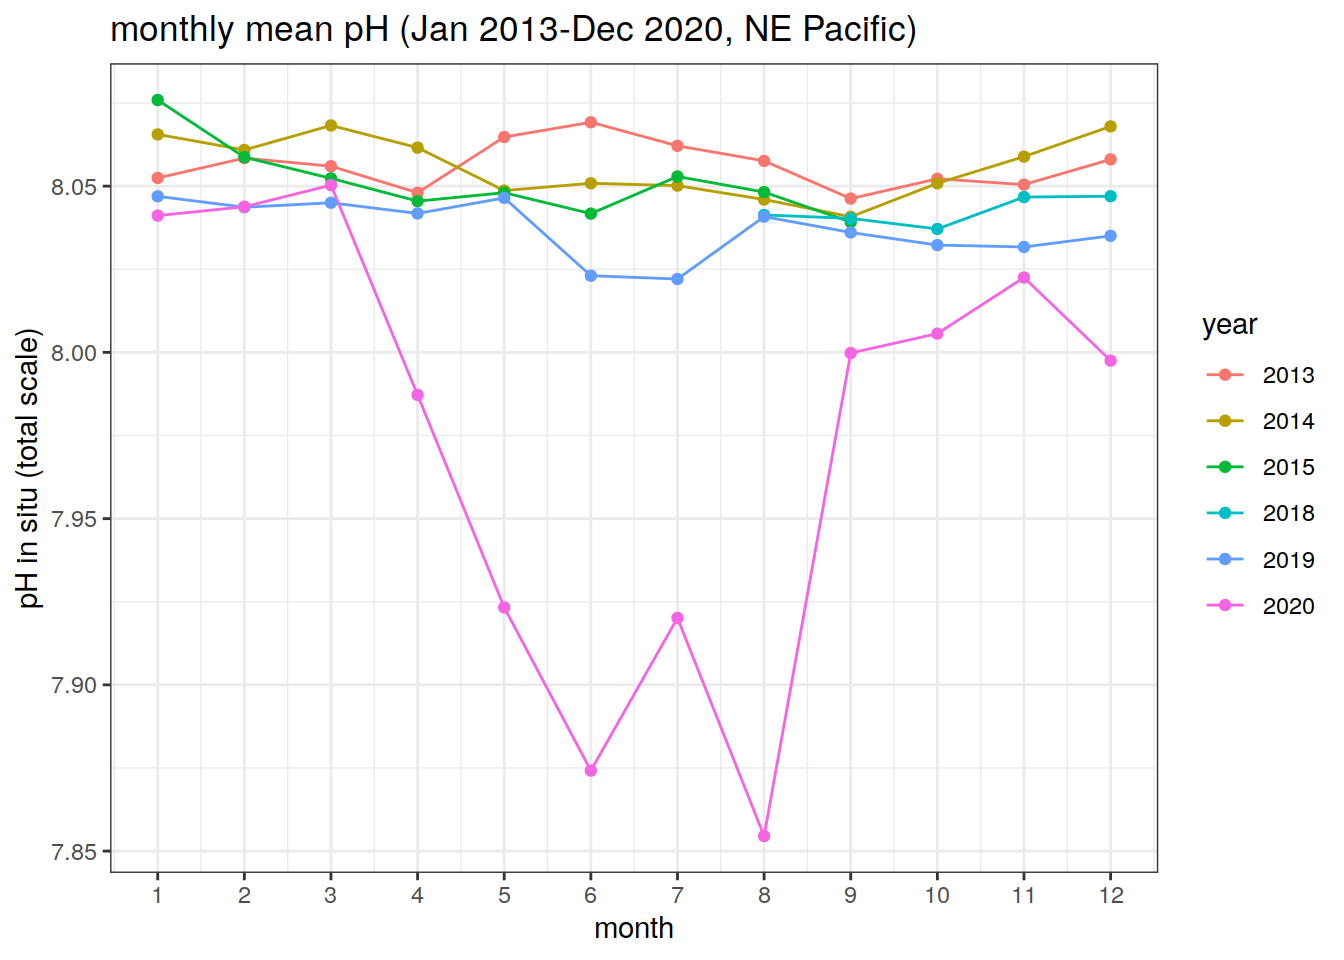 monthly mean pH (Jan 2013-Dec 2020, NE Pacific)
pH in situ (total scale)
8.05
8.00
7.95
7.90
7.85
1 2 3 4 5 6 7 8 9 10 11 12
month
year
2013
2014
2015
2018
2019
2020